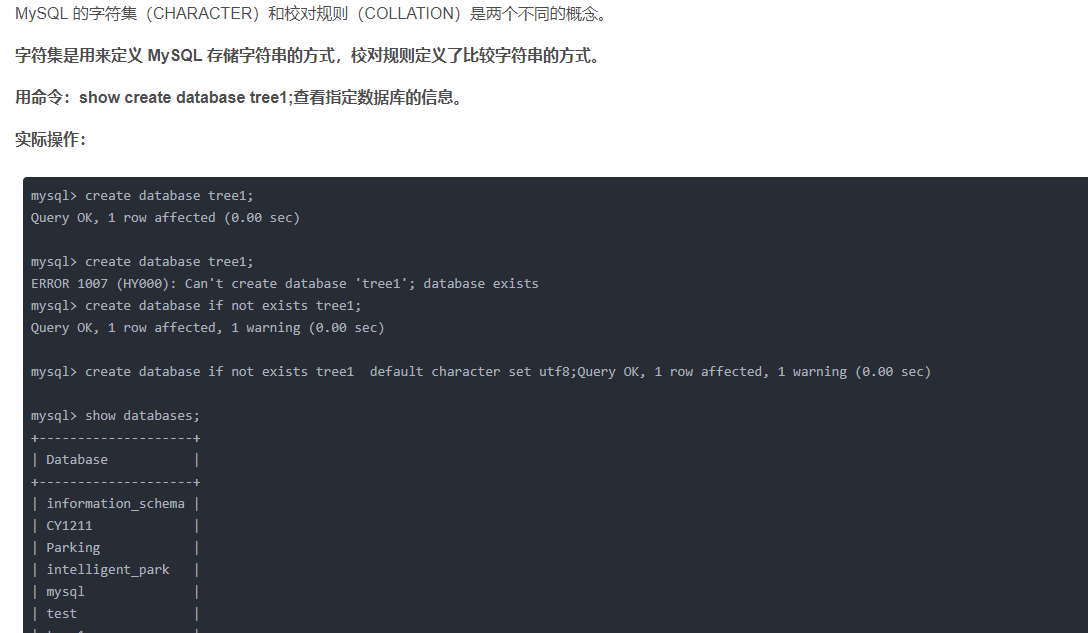 MySQL 的字符集（CHARACTER）和校对规则（COLLATION）是两个不同的概念。
字符集是用来定义 MySQL 存储字符串的方式，校对规则定义了比较字符串的方式。
用命令：show create database tree1;查看指定数据库的信息。
实际操作：
mysql> create database tree1;
Query OK, 1 row affected (0.00 sec)
mysql> create database tree1;
ERROR 1007 (HY000): Can't create database 'tree1'; database exists
mysql> create database if not exists tree1;
Query OK, 1 row affected, 1 warning (0.00 sec)
mysql> create database if not exists tree1  default character set utf8;Query OK, 1 row affected, 1 warning (0.00 sec)
mysql> show databases;
+--------------------+
| Database           |
+--------------------+
| information_schema |
| CY1211             |
| Parking            |
| intelligent_park   |
| mysql              |
| test               |